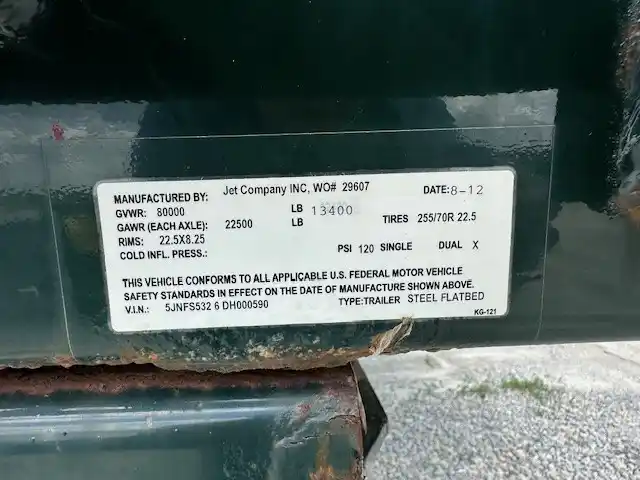 MANUFACTURED BY: Jet Company INC, WO# 29607 DATE: 8-12
GVWR: 80000 LB 13400
GAWR (EACH AXLE): 22500 LB TIRES 255/70R 22.5
RIMS: 22.5X8.25
COLD INFL. PRESS.: PSI 120 SINGLE DUAL X
THIS VEHICLE CONFORMS TO ALL APPLICABLE U.S. FEDERAL MOTOR VEHICLE
SAFETY STANDARDS IN EFFECT ON THE DATE OF MANUFACTURE SHOWN ABOVE.
V.I.N.: 5JNFS532 6 DH000590 TYPE:TRAILER STEEL FLATBED
KG-121